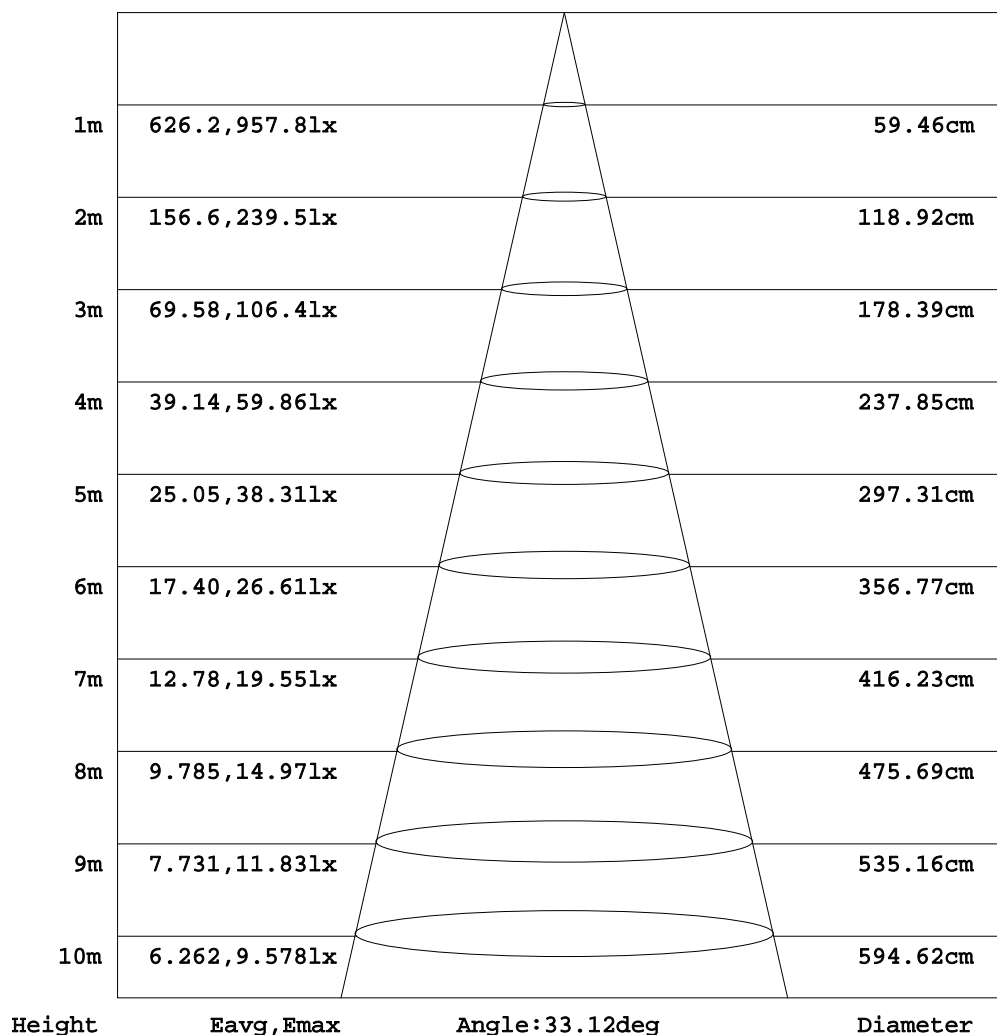 1m 626.2,957.8lx 59.46cm
2m 156.6,239.5lx 118.92cm
3m 69.58,106.4lx 178.39cm
4m 39.14,59.86lx 237.85cm
5m 25.05,38.31lx 297.31cm
6m 17.40,26.61lx 356.77cm
7m 12.78,19.55lx 416.23cm
8m 9.785,14.97lx 475.69cm
9m 7.731,11.83lx 535.16cm
10m 6.262,9.578lx 594.62cm
Height Eavg,Emax Angle:33.12deg Diameter